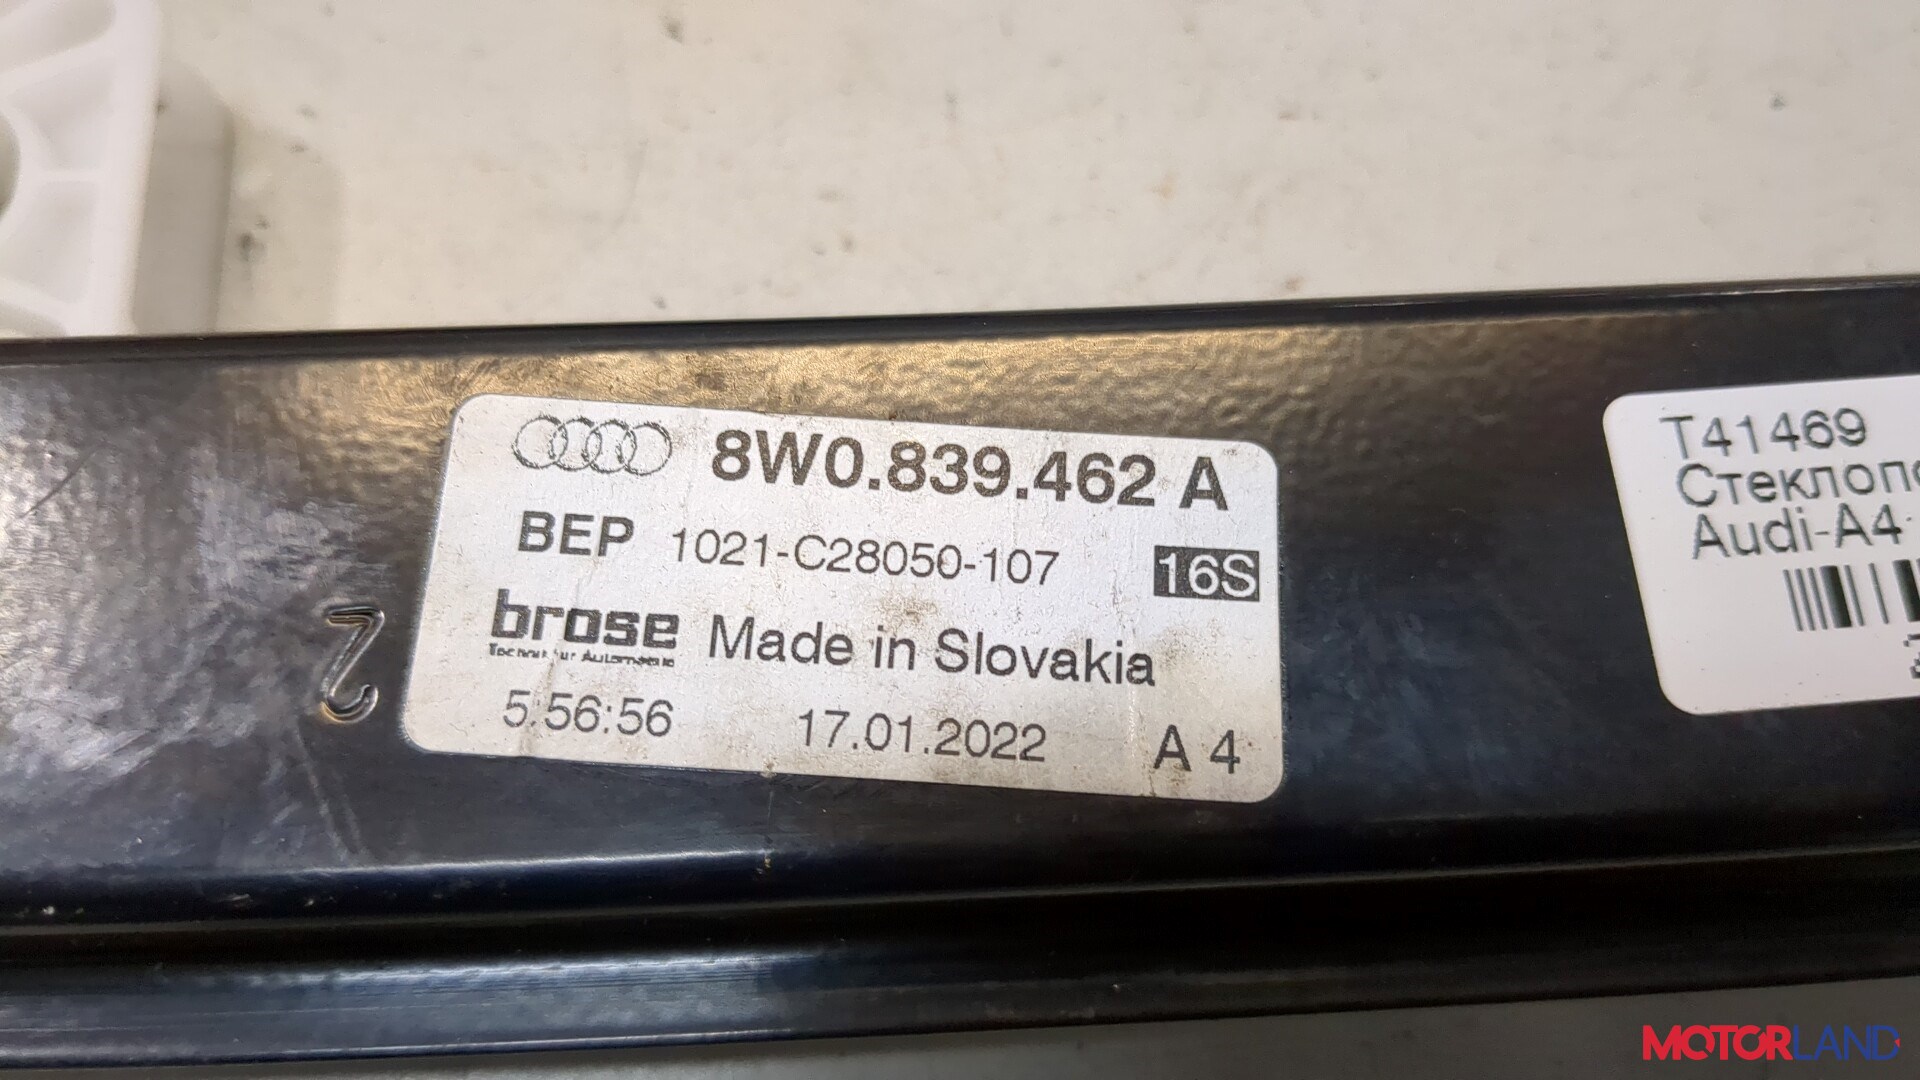 8W0.839.462 A
BEP 1021-C28050-107 16S
brose Made in Slovakia
5:56:56 17.01.2022 A 4
2
T41469
Audi-A4
MOTORLAND